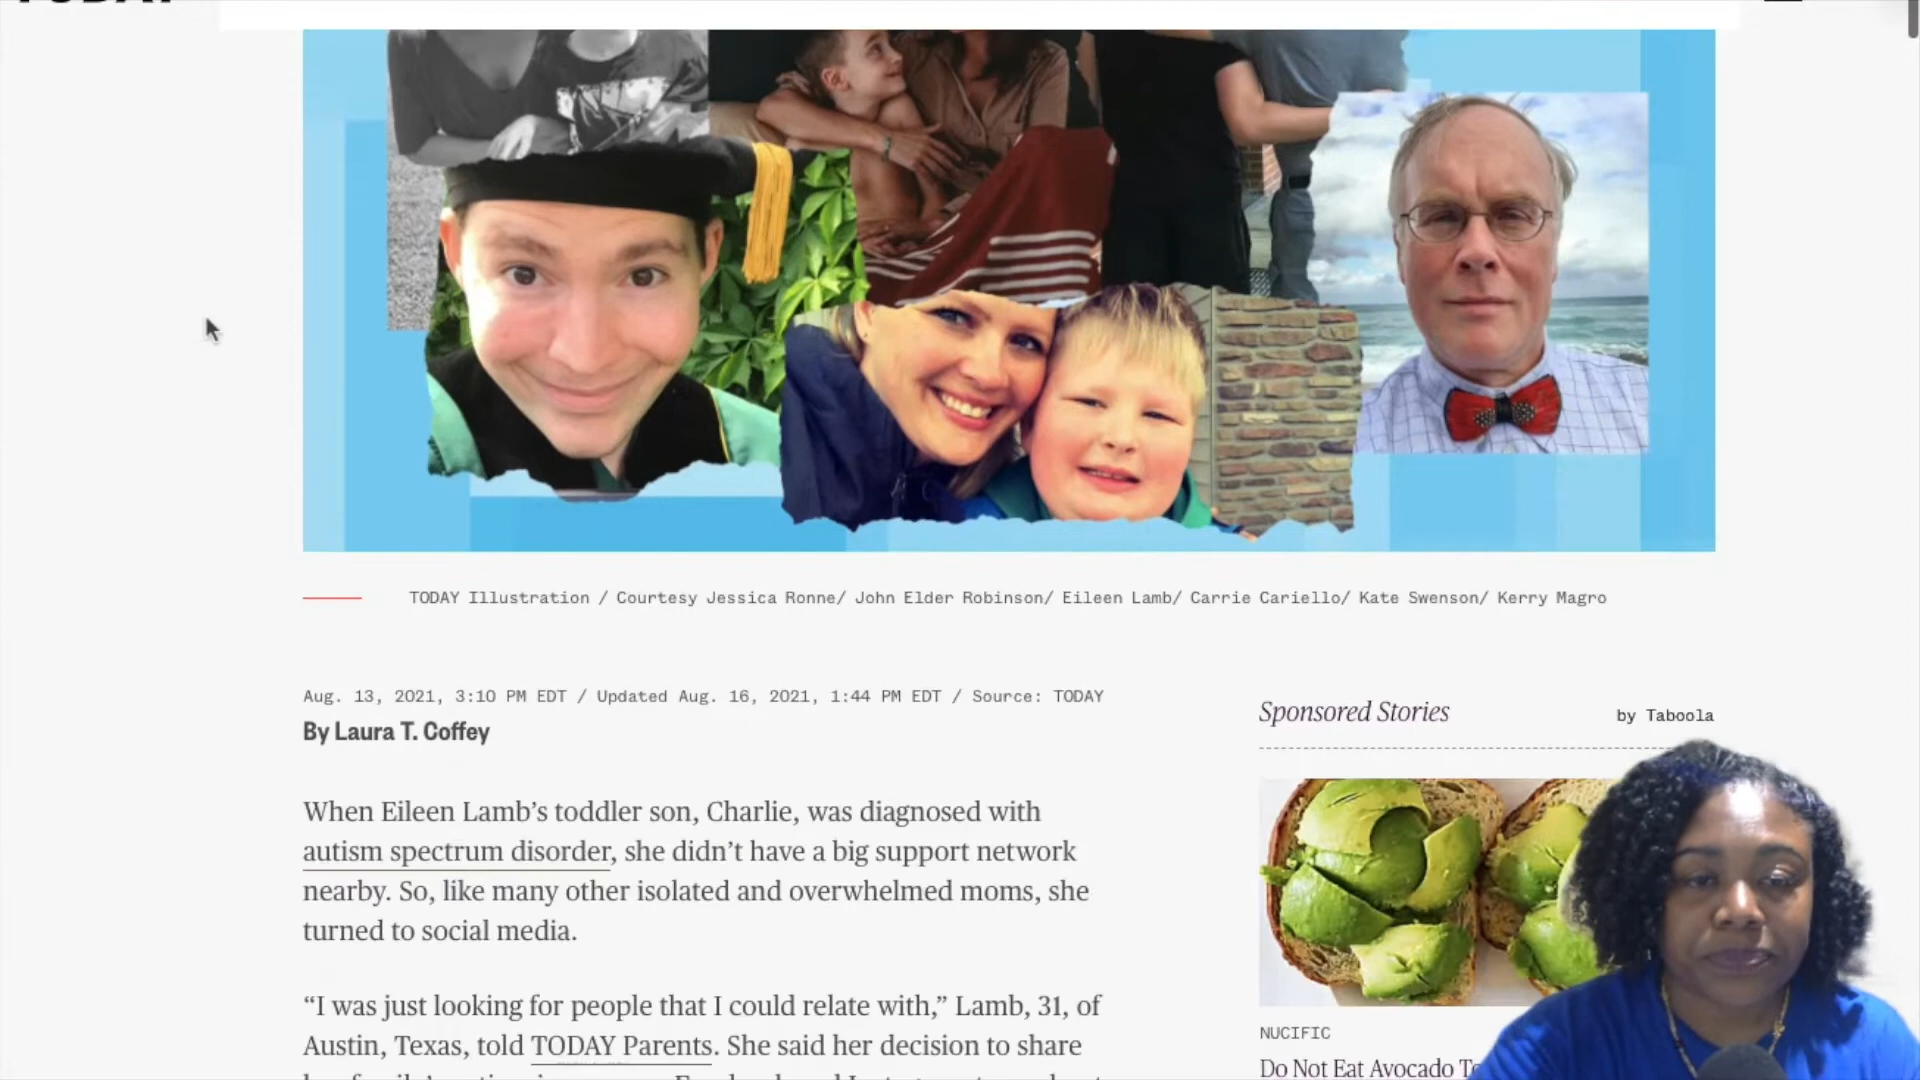 TODAY
TODAY Illustration / Courtesy Jessica Ronne/ John Elder Robinson/ Eileen Lamb/ Carrie Cariello/ Kate Swenson/ Kerry Magro
Aug. 13, 2021, 3:10 PM EDT / Updated Aug. 16, 2021, 1:44 PM EDT / Source: TODAY
By Laura T. Coffey
When Eileen Lamb’s toddler son, Charlie, was diagnosed with
autism spectrum disorder, she didn’t have a big support network
nearby. So, like many other isolated and overwhelmed moms, she
turned to social media.
“I was just looking for people that I could relate with,” Lamb, 31, of
Austin, Texas, told TODAY Parents. She said her decision to share
Sponsored Stories
by Taboola
NUCIFIC
Do Not Eat Avocado